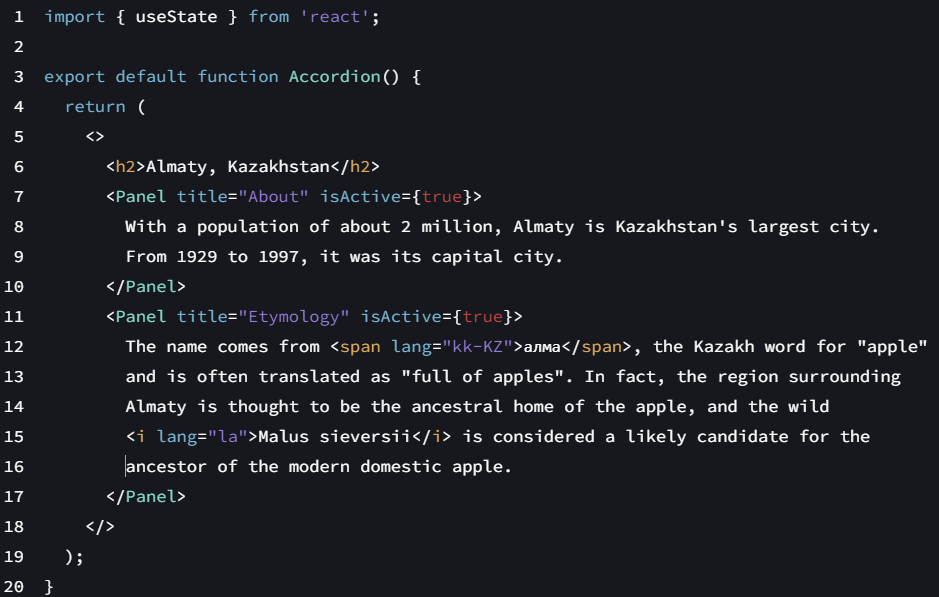 1 import { useState } from 'react';
2
3 export default function Accordion() {
4   return (
5     <>
6       <h2>Almaty, Kazakhstan</h2>
7       <Panel title="About" isActive={true}>
8         With a population of about 2 million, Almaty is Kazakhstan's largest city.
9         From 1929 to 1997, it was its capital city.
10       </Panel>
11       <Panel title="Etymology" isActive={true}>
12         The name comes from <span lang="kk-KZ">алма</span>, the Kazakh word for "apple"
13         and is often translated as "full of apples". In fact, the region surrounding
14         Almaty is thought to be the ancestral home of the apple, and the wild
15         <i lang="la">Malus sieversii</i> is considered a likely candidate for the
16         ancestor of the modern domestic apple.
17       </Panel>
18     </>
19   );
20 }